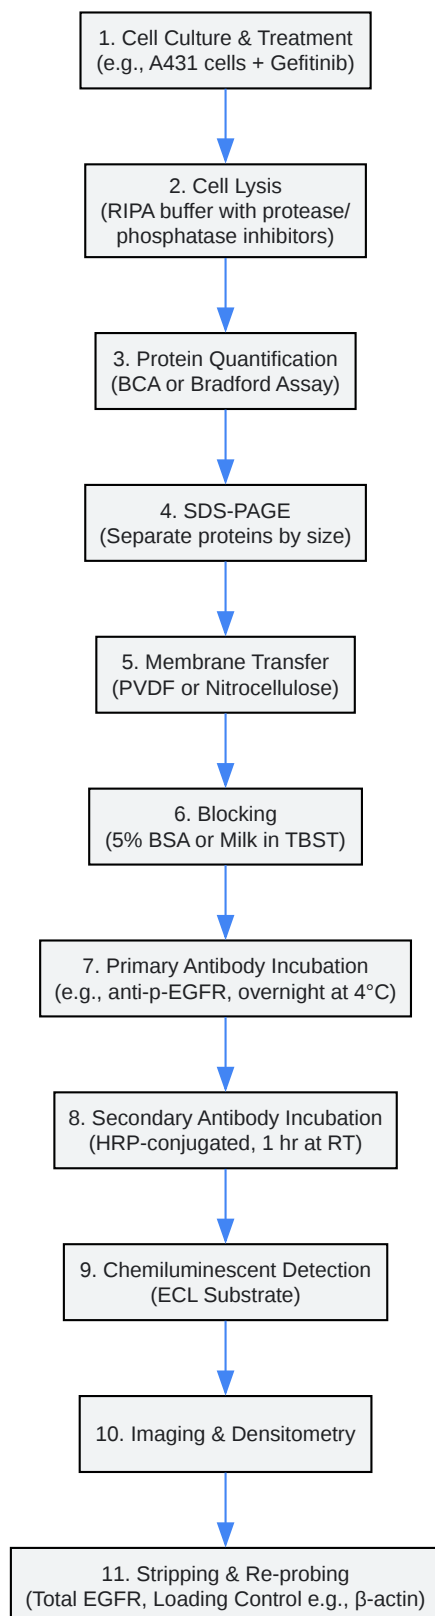 1. Cell Culture & Treatment
(e.g., A431 cells + Gefitinib)
2. Cell Lysis
(RIPA buffer with protease/
phosphatase inhibitors)
3. Protein Quantification
(BCA or Bradford Assay)
4. SDS-PAGE
(Separate proteins by size)
5. Membrane Transfer
(PVDF or Nitrocellulose)
6. Blocking
(5% BSA or Milk in TBST)
7. Primary Antibody Incubation
(e.g., anti-p-EGFR, overnight at 4°C)
8. Secondary Antibody Incubation
(HRP-conjugated, 1 hr at RT)
9. Chemiluminescent Detection
(ECL Substrate)
10. Imaging & Densitometry
11. Stripping & Re-probing
(Total EGFR, Loading Control e.g., β-actin)